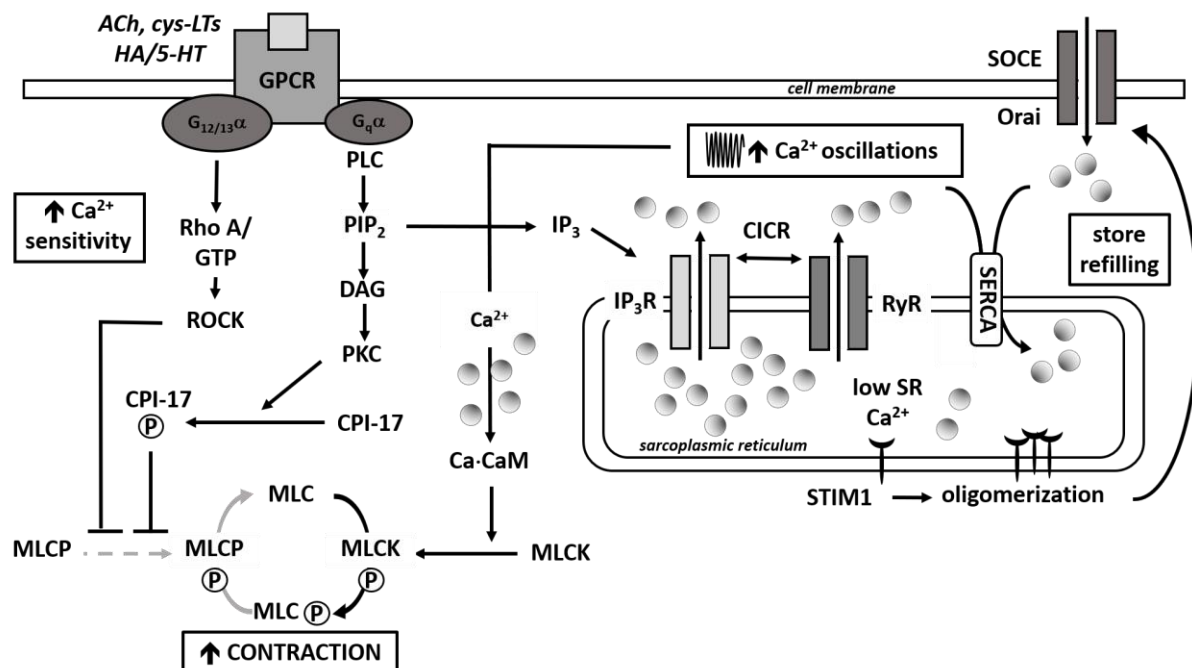 ACh, cys-LTs
HA/5-HT
GPCR
G12/13α
Gqα
cell membrane
SOCE
Orai
PLC
↑ Ca2+ oscillations
↑ Ca2+
sensitivity
Rho A/
GTP
PIP2
IP3
CICR
store
refilling
DAG
IP3R
RyR
SERCA
ROCK
Ca2+
PKC
low SR
Ca2+
CPI-17
P
CPI-17
sarcoplasmic reticulum
Ca·CaM
STIM1
oligomerization
MLC
MLCP
MLCP
P
MLCK
P
MLCK
MLC P
↑ CONTRACTION